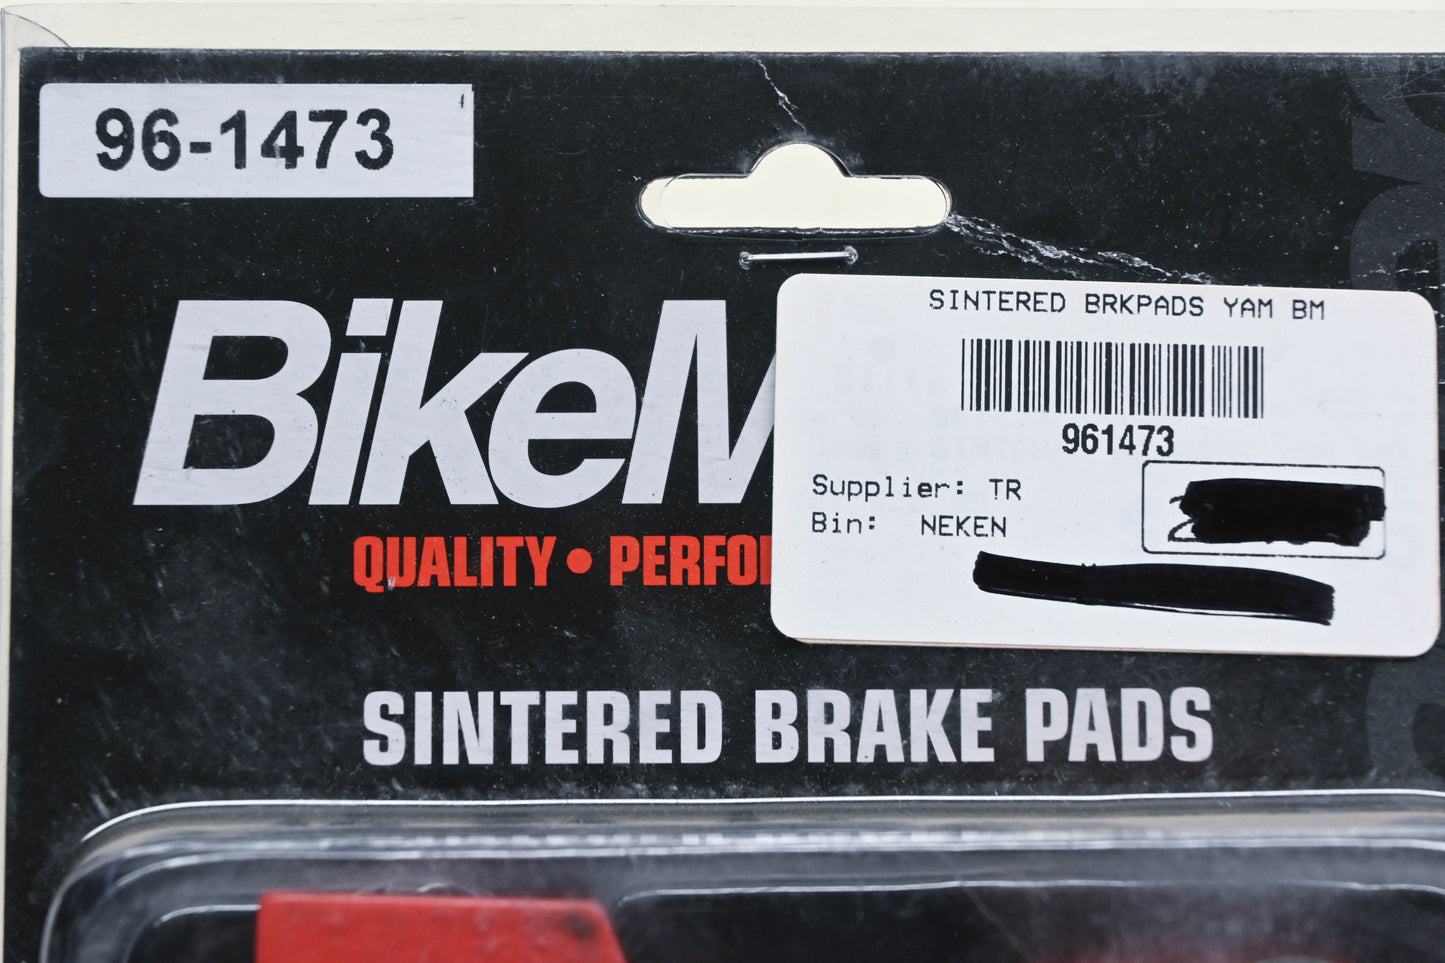 96-1473
BikeM
QUALITY • PERFO
SINTERED BRKPADS YAM BM
961473
Supplier: TR
Bin: NEKEN
SINTERED BRAKE PADS